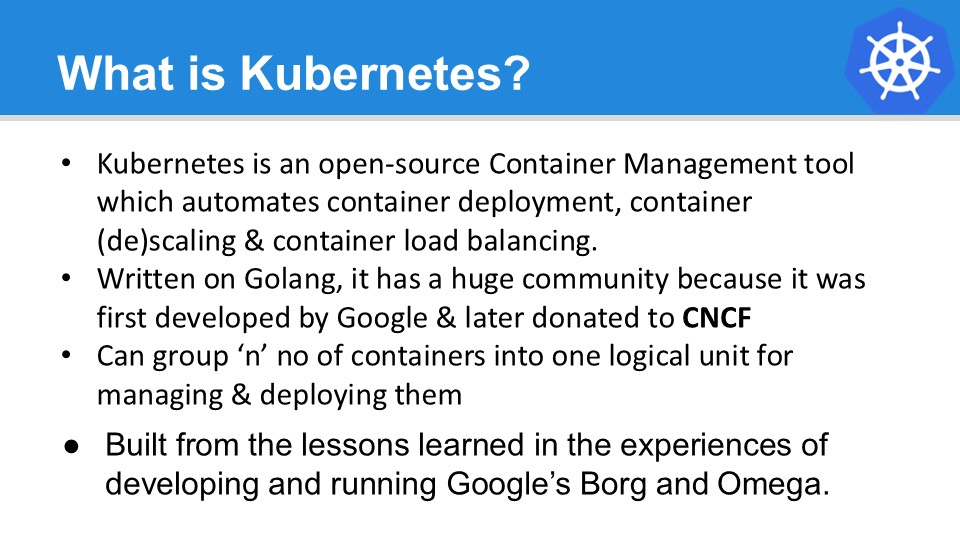 What is Kubernetes?
• Kubernetes is an open-source Container Management tool
which automates container deployment, container
(de)scaling & container load balancing.
• Written on Golang, it has a huge community because it was
first developed by Google & later donated to CNCF
• Can group ‘n’ no of containers into one logical unit for
managing & deploying them
● Built from the lessons learned in the experiences of
developing and running Google’s Borg and Omega.